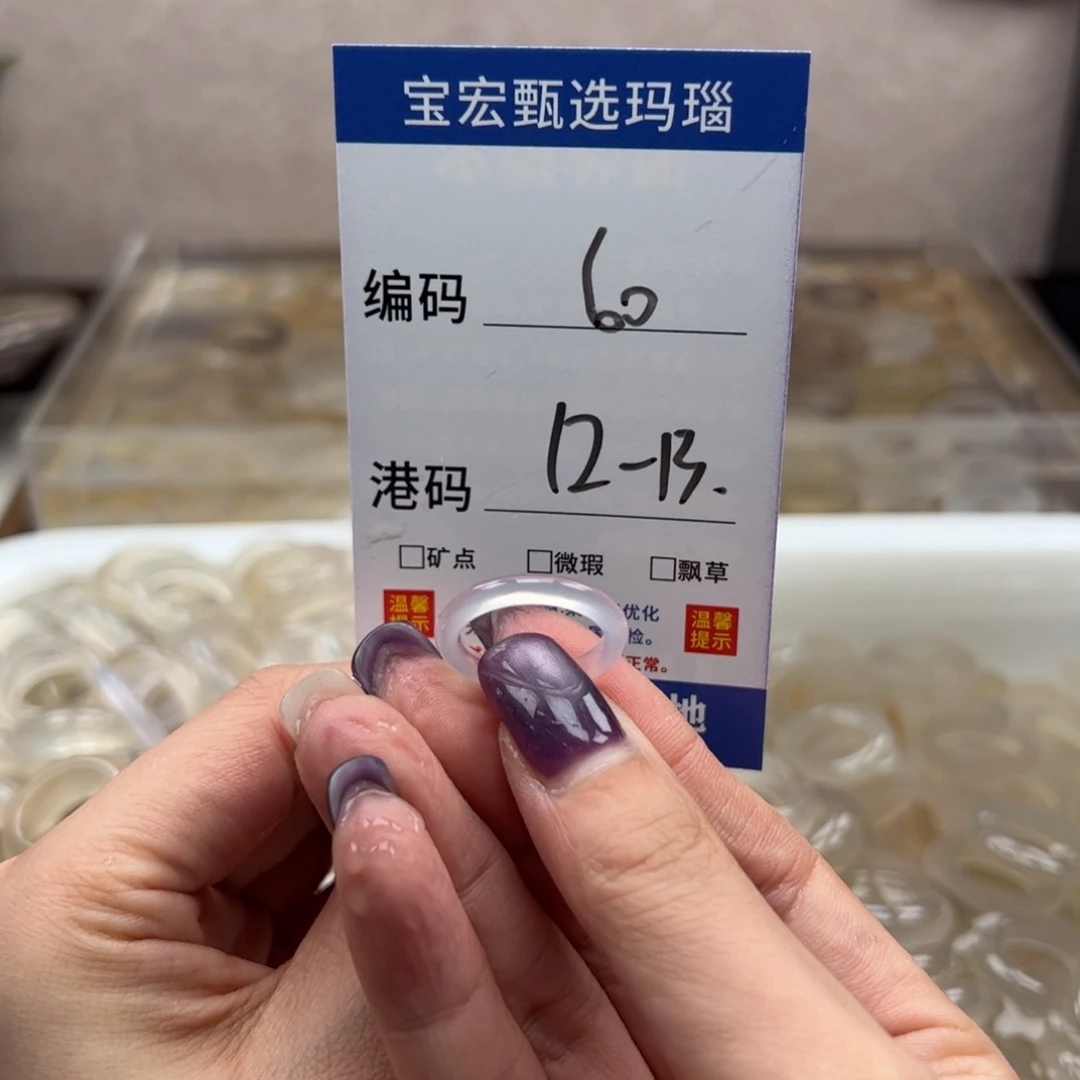 宝宏甄选玛瑙
编码 60
港码 12-13.
□矿点 □微瑕 □飘草
温馨 优化 温馨
提示 检。 提示
正常。
地